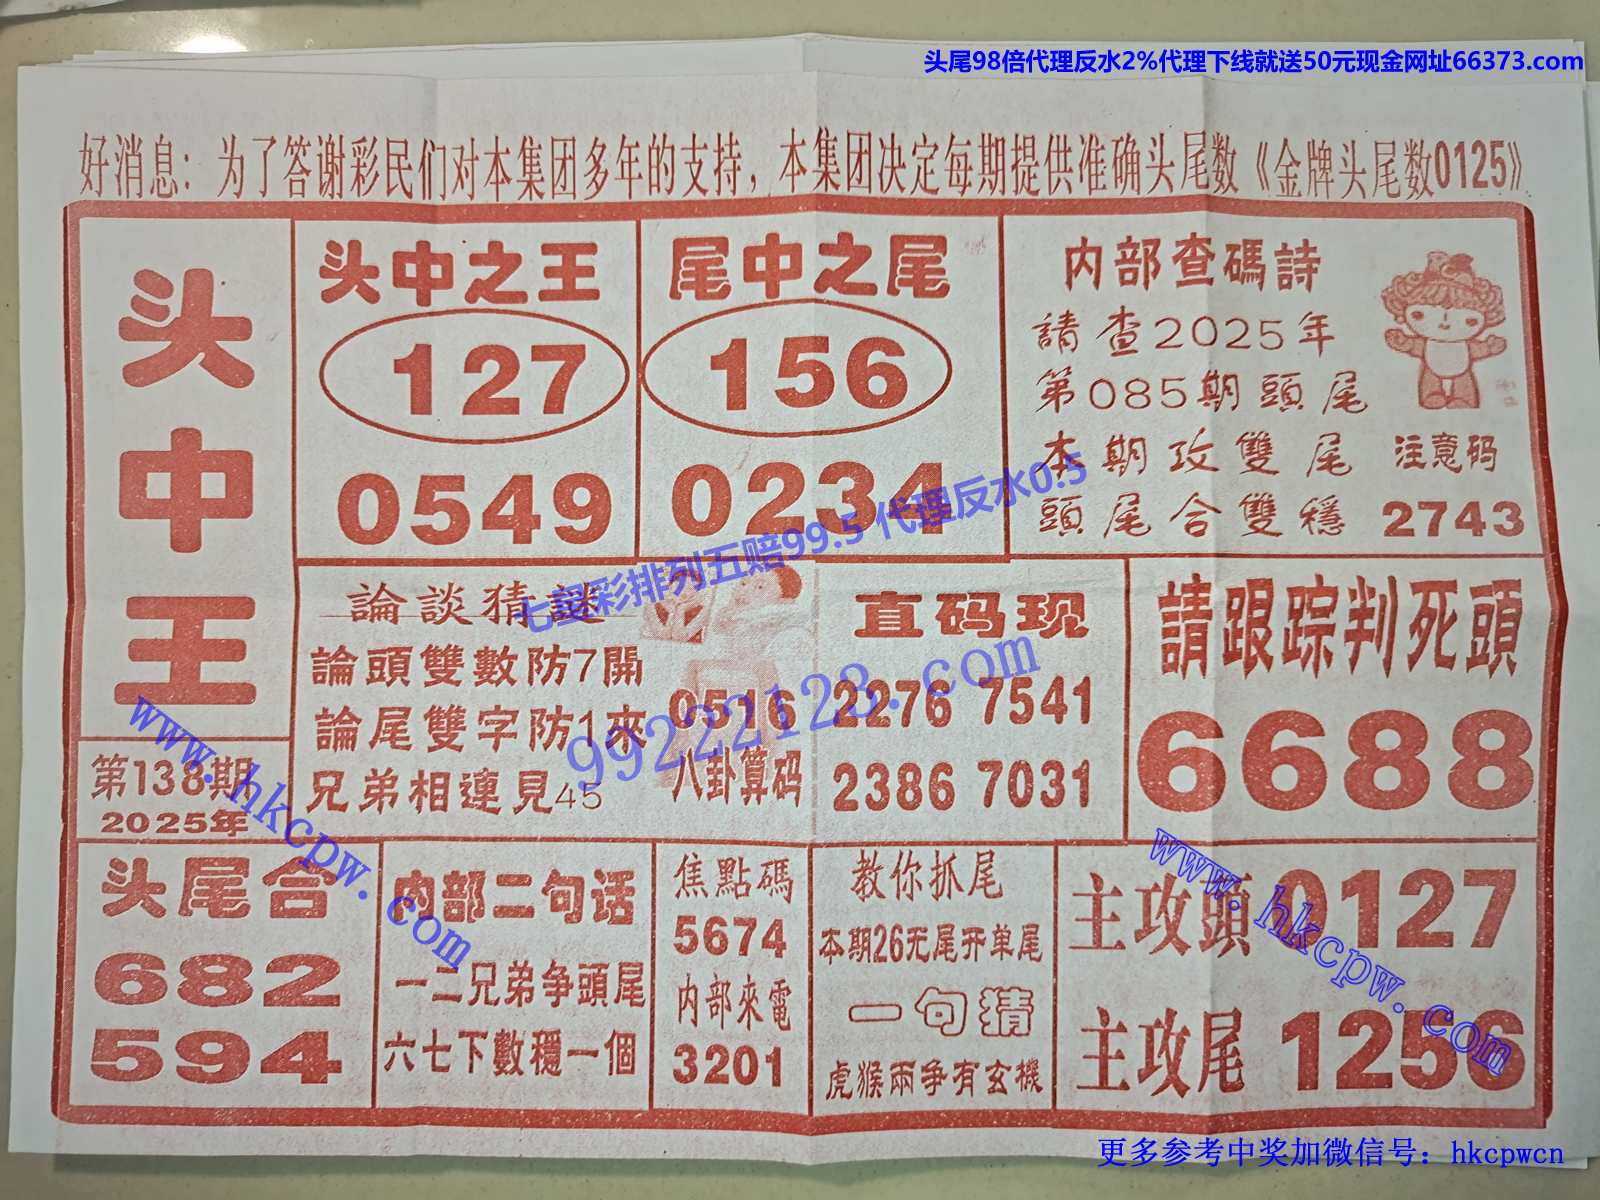 头尾98倍代理反水2%代理下线就送50元现金网址66373.com
好消息：为了答谢彩民们对本集团多年的支持，本集团决定每期提供准确头尾数《金牌头尾数0125》
头中王
第138期
2025年
头中之王
127
0549
尾中之尾
156
0234
内部查碼詩
請查2025年
第085期頭尾
本期攻雙尾
頭尾合雙穩
注意码
2743
七星彩排列五赔99.5 代理反水0.5
論談猜謎
論頭雙數防7開
論尾雙字防1來
兄弟相連見45
0516
八卦算码
直码现
2276 7541
2386 7031
99222123.com
請跟踪判死頭
6688
www.hkcpw.com
头尾合
682
594
内部二句话
一二兄弟争頭尾
六七下數穩一個
焦點碼
5674
内部來電
3201
教你抓尾
本期26无尾开单尾
一句猜
虎猴兩争有玄機
主攻頭 0127
主攻尾 1256
www.hkcpw.com
更多参考中奖加微信号：hkcpwcn